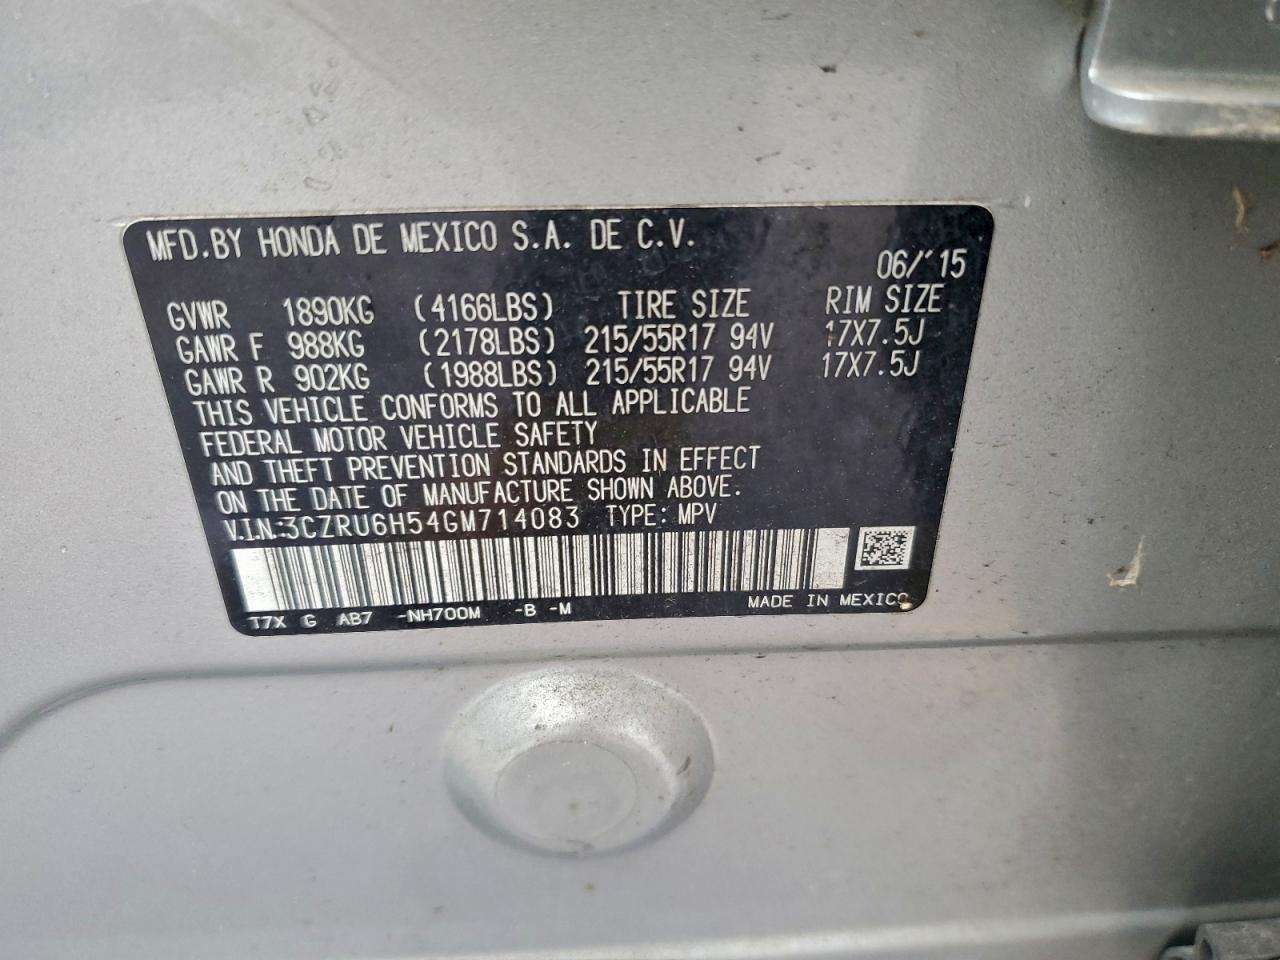 MFD.BY HONDA DE MEXICO S.A. DE C.V.
06/'15
GVWR 1890KG (4166LBS) TIRE SIZE RIM SIZE
GAWR F 988KG (2178LBS) 215/55R17 94V 17X7.5J
GAWR R 902KG (1988LBS) 215/55R17 94V 17X7.5J
THIS VEHICLE CONFORMS TO ALL APPLICABLE
FEDERAL MOTOR VEHICLE SAFETY
AND THEFT PREVENTION STANDARDS IN EFFECT
ON THE DATE OF MANUFACTURE SHOWN ABOVE.
V.I.N:3CZRU6H54GM714083 TYPE: MPV
T7X G AB7 -NH700M -B -M MADE IN MEXICO